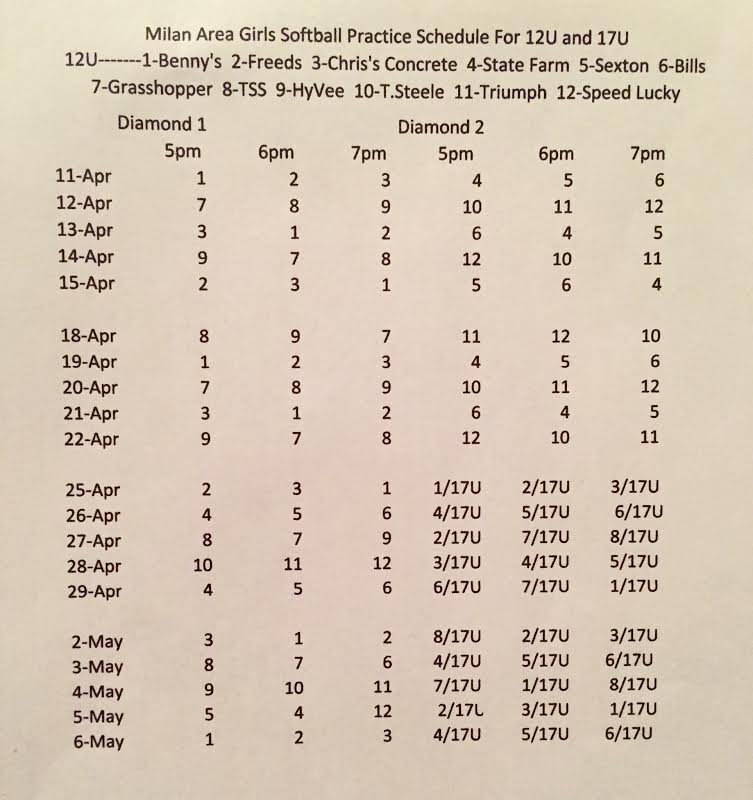 Milan Area Girls Softball Practice Schedule For 12U and 17U
12U-------1-Benny's 2-Freeds 3-Chris's Concrete 4-State Farm 5-Sexton 6-Bills
7-Grasshopper 8-TSS 9-HyVee 10-T.Steele 11-Triumph 12-Speed Lucky
Diamond 1 Diamond 2
5pm 6pm 7pm 5pm 6pm 7pm
11-Apr 1 2 3 4 5 6
12-Apr 7 8 9 10 11 12
13-Apr 3 1 2 6 4 5
14-Apr 9 7 8 12 10 11
15-Apr 2 3 1 5 6 4
18-Apr 8 9 7 11 12 10
19-Apr 1 2 3 4 5 6
20-Apr 7 8 9 10 11 12
21-Apr 3 1 2 6 4 5
22-Apr 9 7 8 12 10 11
25-Apr 2 3 1 1/17U 2/17U 3/17U
26-Apr 4 5 6 4/17U 5/17U 6/17U
27-Apr 8 7 9 2/17U 7/17U 8/17U
28-Apr 10 11 12 3/17U 4/17U 5/17U
29-Apr 4 5 6 6/17U 7/17U 1/17U
2-May 3 1 2 8/17U 2/17U 3/17U
3-May 8 7 6 4/17U 5/17U 6/17U
4-May 9 10 11 7/17U 1/17U 8/17U
5-May 5 4 12 2/17L 3/17U 1/17U
6-May 1 2 3 4/17U 5/17U 6/17U